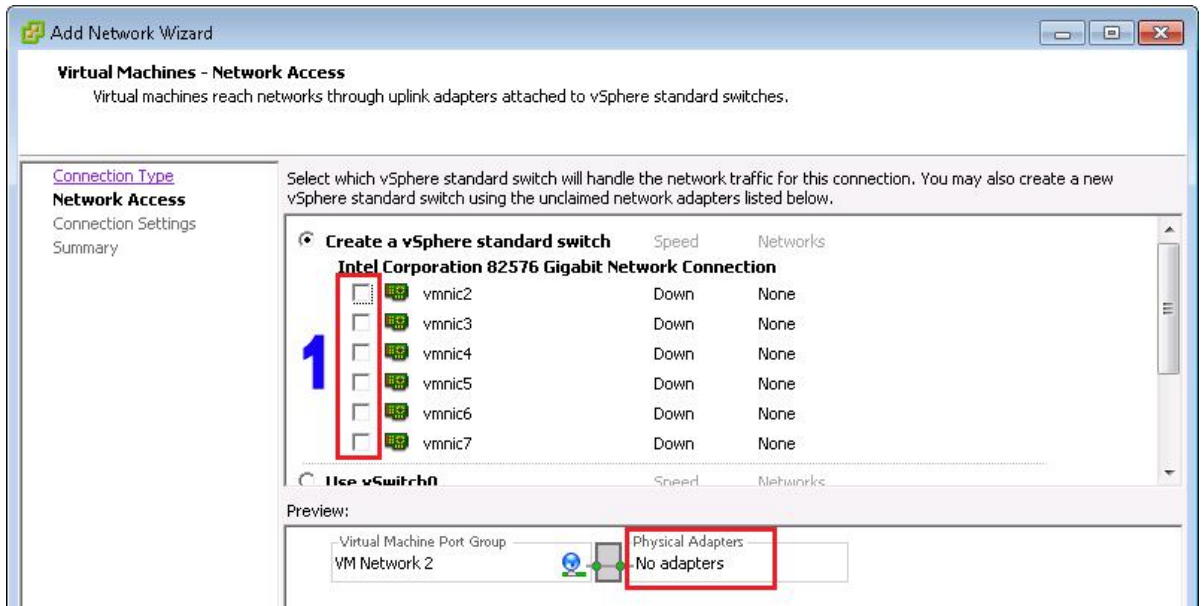 Add Network Wizard
Virtual Machines - Network Access
Virtual machines reach networks through uplink adapters attached to vSphere standard switches.
Connection Type
Network Access
Connection Settings
Summary
Select which vSphere standard switch will handle the network traffic for this connection. You may also create a new
vSphere standard switch using the unclaimed network adapters listed below.
Create a vSphere standard switch Speed Networks
Intel Corporation 82576 Gigabit Network Connection
vmnic2 Down None
vmnic3 Down None
vmnic4 Down None
vmnic5 Down None
vmnic6 Down None
vmnic7 Down None
1
Use vSwitch0 Speed Networks
Preview:
Virtual Machine Port Group
VM Network 2
Physical Adapters
No adapters